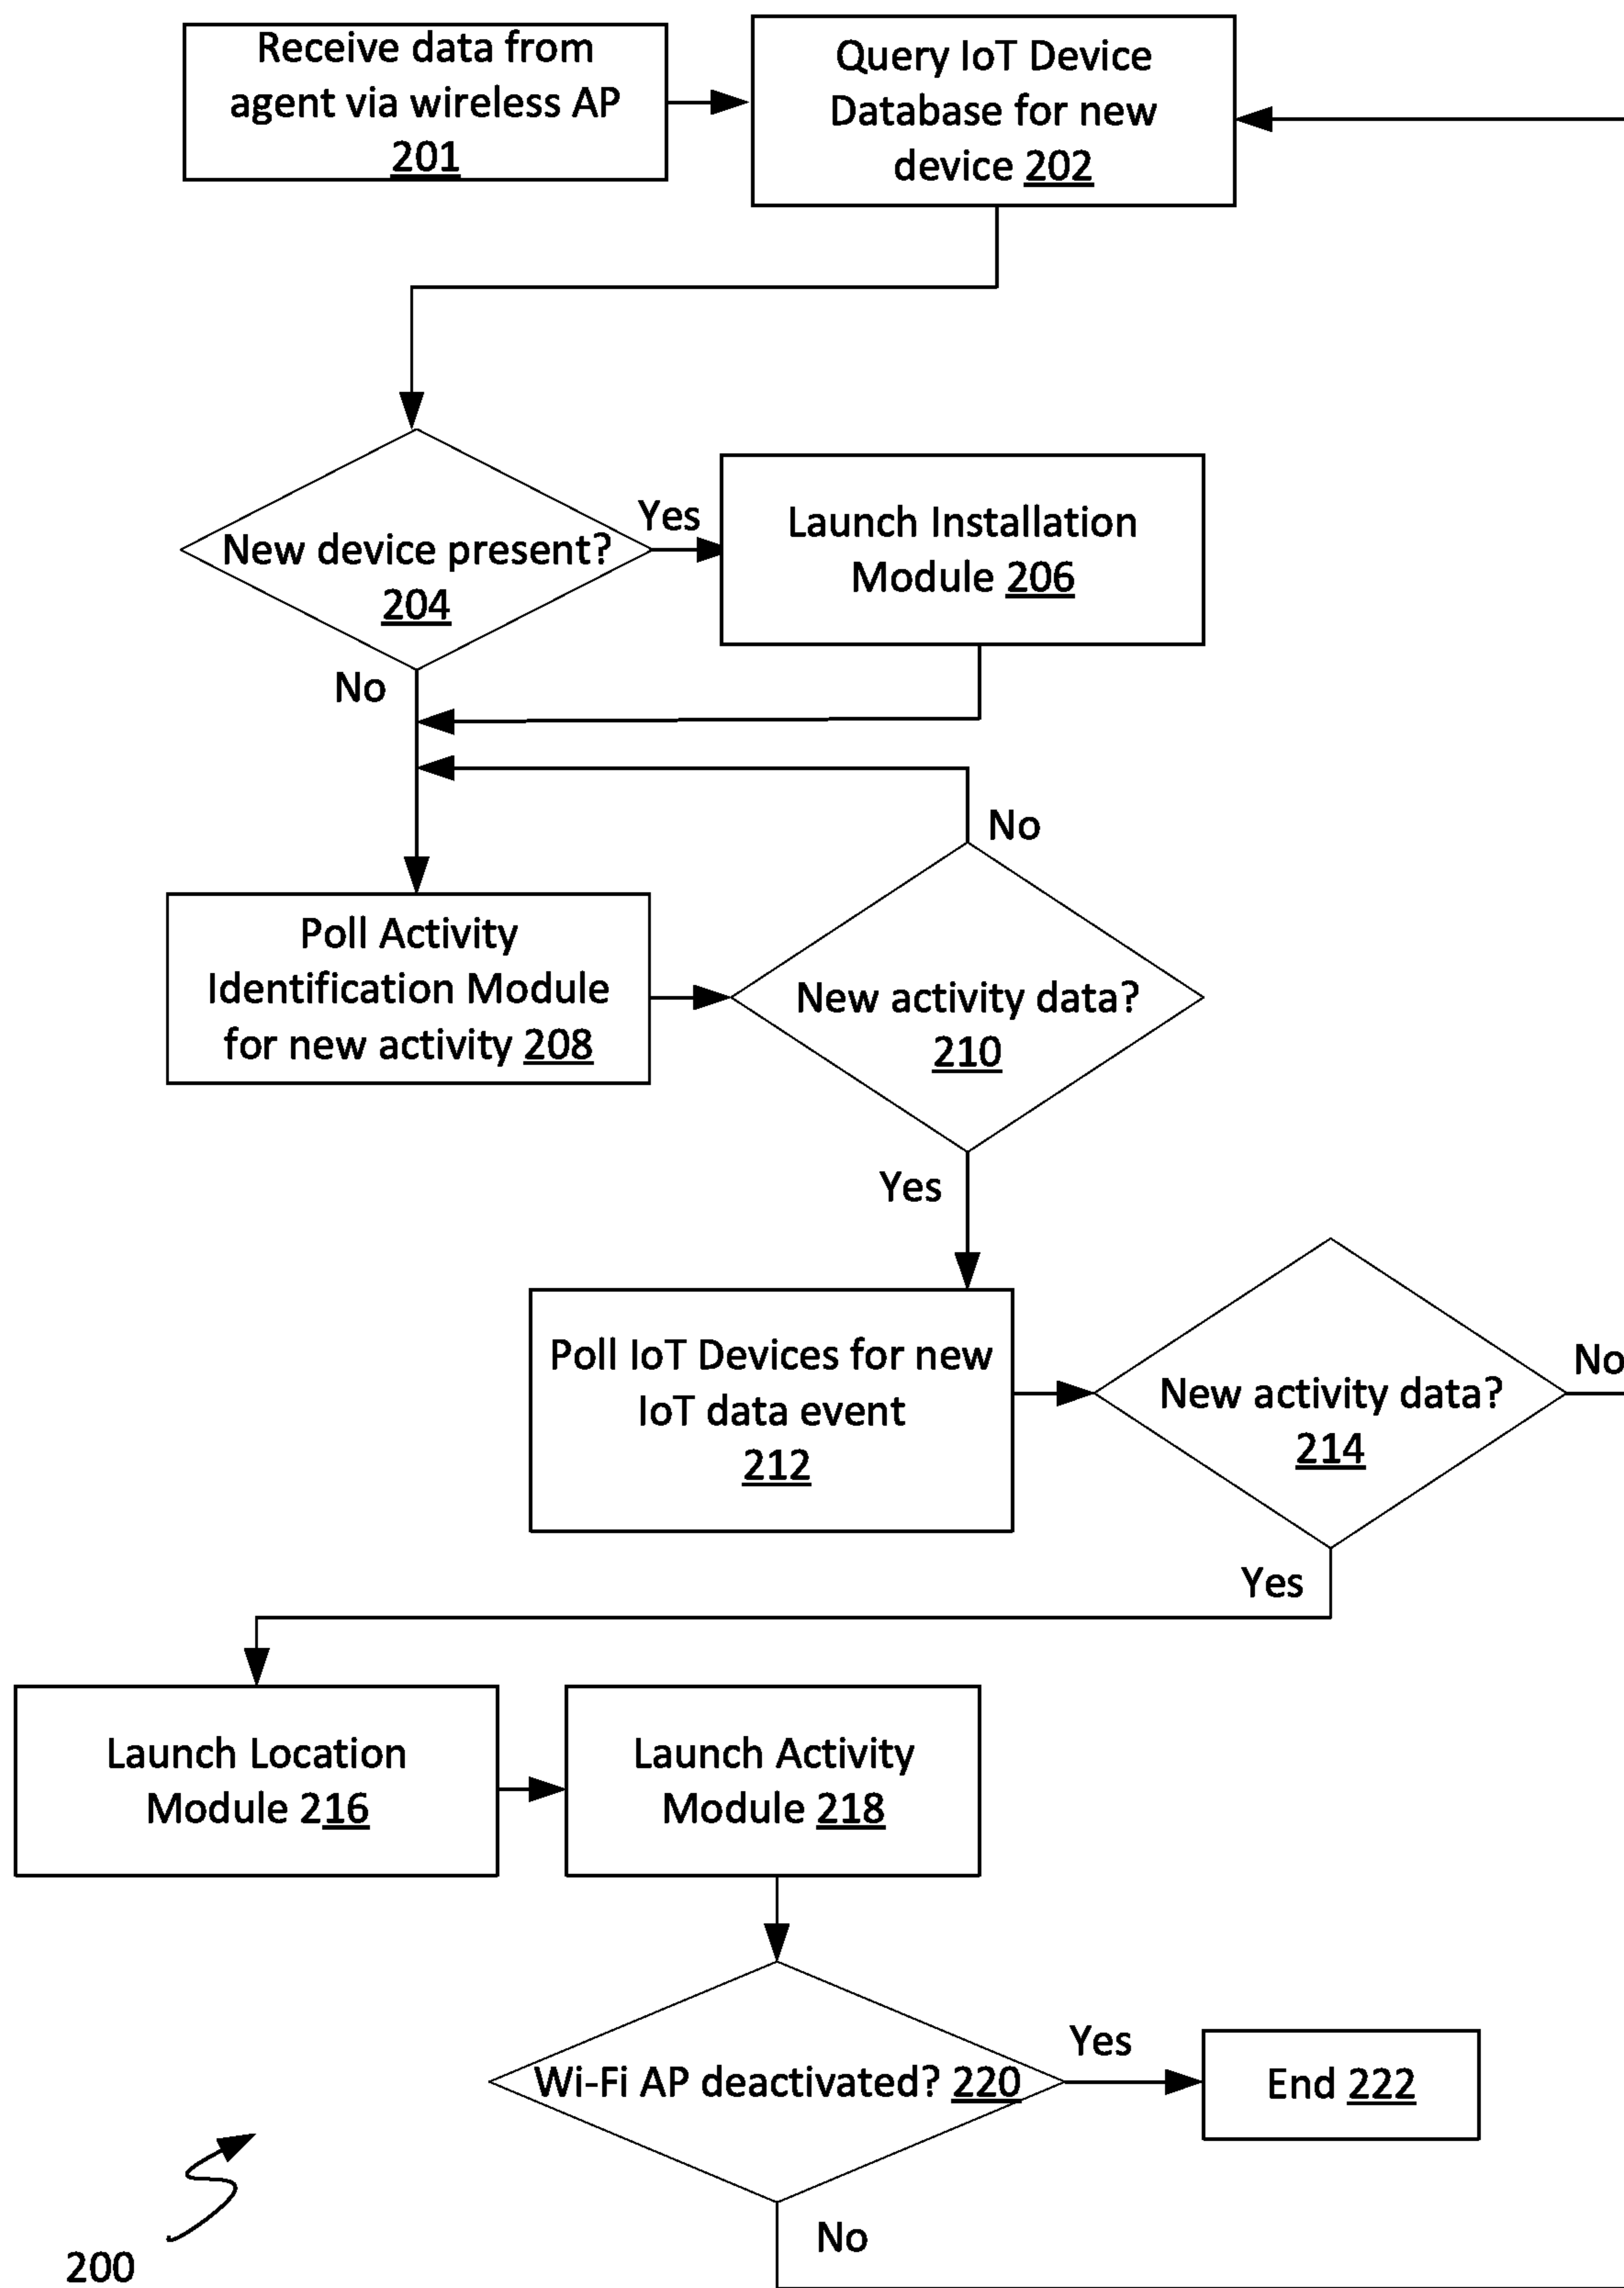 Receive data from
agent via wireless AP
201
Query IoT Device
Database for new
device 202
New device present?
204
Yes
No
Launch Installation
Module 206
Poll Activity
Identification Module
for new activity 208
No
New activity data?
210
Yes
Poll IoT Devices for new
IoT data event
212
New activity data?
214
No
Yes
Launch Location
Module 216
Launch Activity
Module 218
Wi-Fi AP deactivated? 220
Yes
End 222
No
200